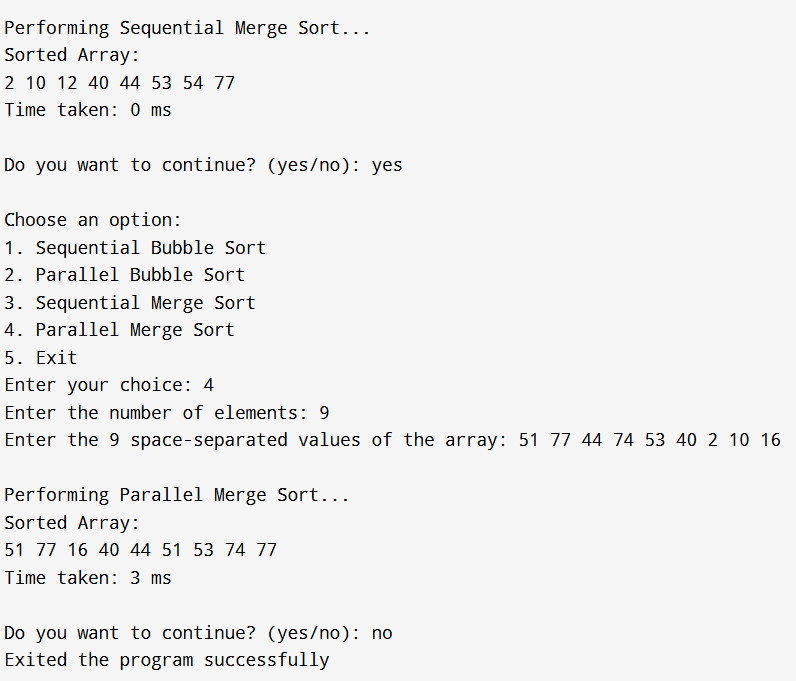 Performing Sequential Merge Sort...
Sorted Array:
2 10 12 40 44 53 54 77
Time taken: 0 ms
Do you want to continue? (yes/no): yes
Choose an option:
1. Sequential Bubble Sort
2. Parallel Bubble Sort
3. Sequential Merge Sort
4. Parallel Merge Sort
5. Exit
Enter your choice: 4
Enter the number of elements: 9
Enter the 9 space-separated values of the array: 51 77 44 74 53 40 2 10 16
Performing Parallel Merge Sort...
Sorted Array:
51 77 16 40 44 51 53 74 77
Time taken: 3 ms
Do you want to continue? (yes/no): no
Exited the program successfully